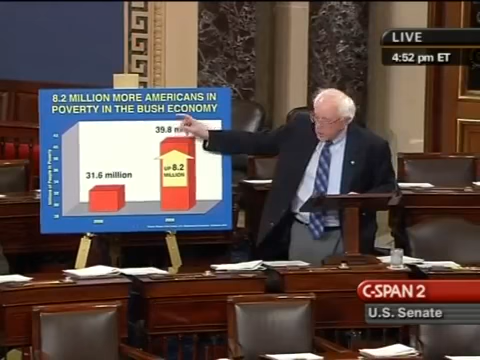 LIVE
4:52 pm ET
8.2 MILLION MORE AMERICANS IN
POVERTY IN THE BUSH ECONOMY
39.8
31.6 million
UP 8.2
MILLION
C-SPAN 2
U.S. Senate